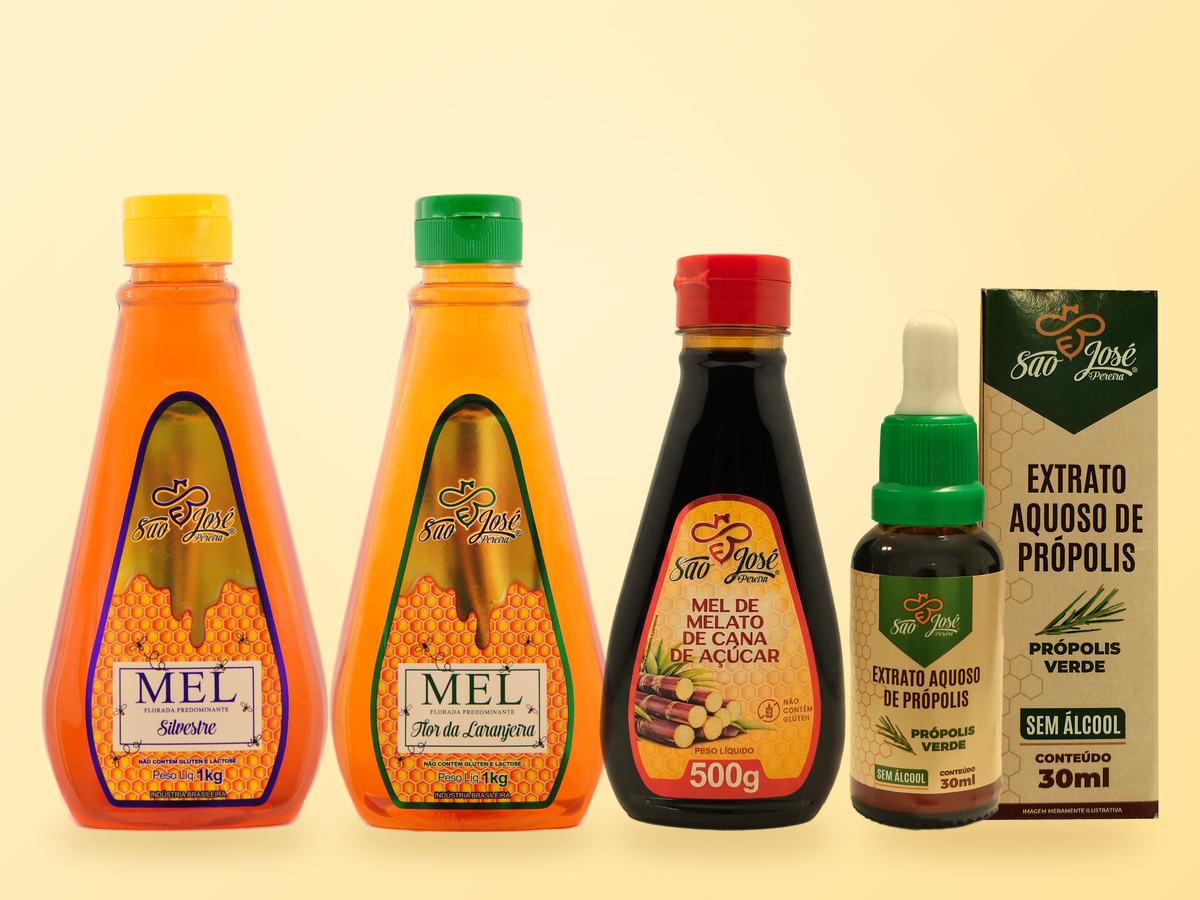 São José
Pereira
MEL
FLORADA PREDOMINANTE
Silvestre
NÃO CONTÉM GLÚTEN E LACTOSE
Peso Líq. 1kg
INDÚSTRIA BRASILEIRA
São José
Pereira
MEL
FLORADA PREDOMINANTE
Flor da Laranjeira
NÃO CONTÉM GLÚTEN E LACTOSE
Peso Líq. 1kg
INDÚSTRIA BRASILEIRA
São José ®
Pereira
MEL DE
MELATO
DE CANA
DE AÇÚCAR
NÃO
CONTÉM
GLÚTEN
PESO LÍQUIDO
500g
São José
Pereira
EXTRATO AQUOSO
DE PRÓPOLIS
PRÓPOLIS
VERDE
SEM ÁLCOOL
CONTEÚDO
30ml
São José ®
Pereira
EXTRATO
AQUOSO DE
PRÓPOLIS
PRÓPOLIS
VERDE
SEM ÁLCOOL
CONTEÚDO
30ml
IMAGEM MERAMENTE ILUSTRATIVA